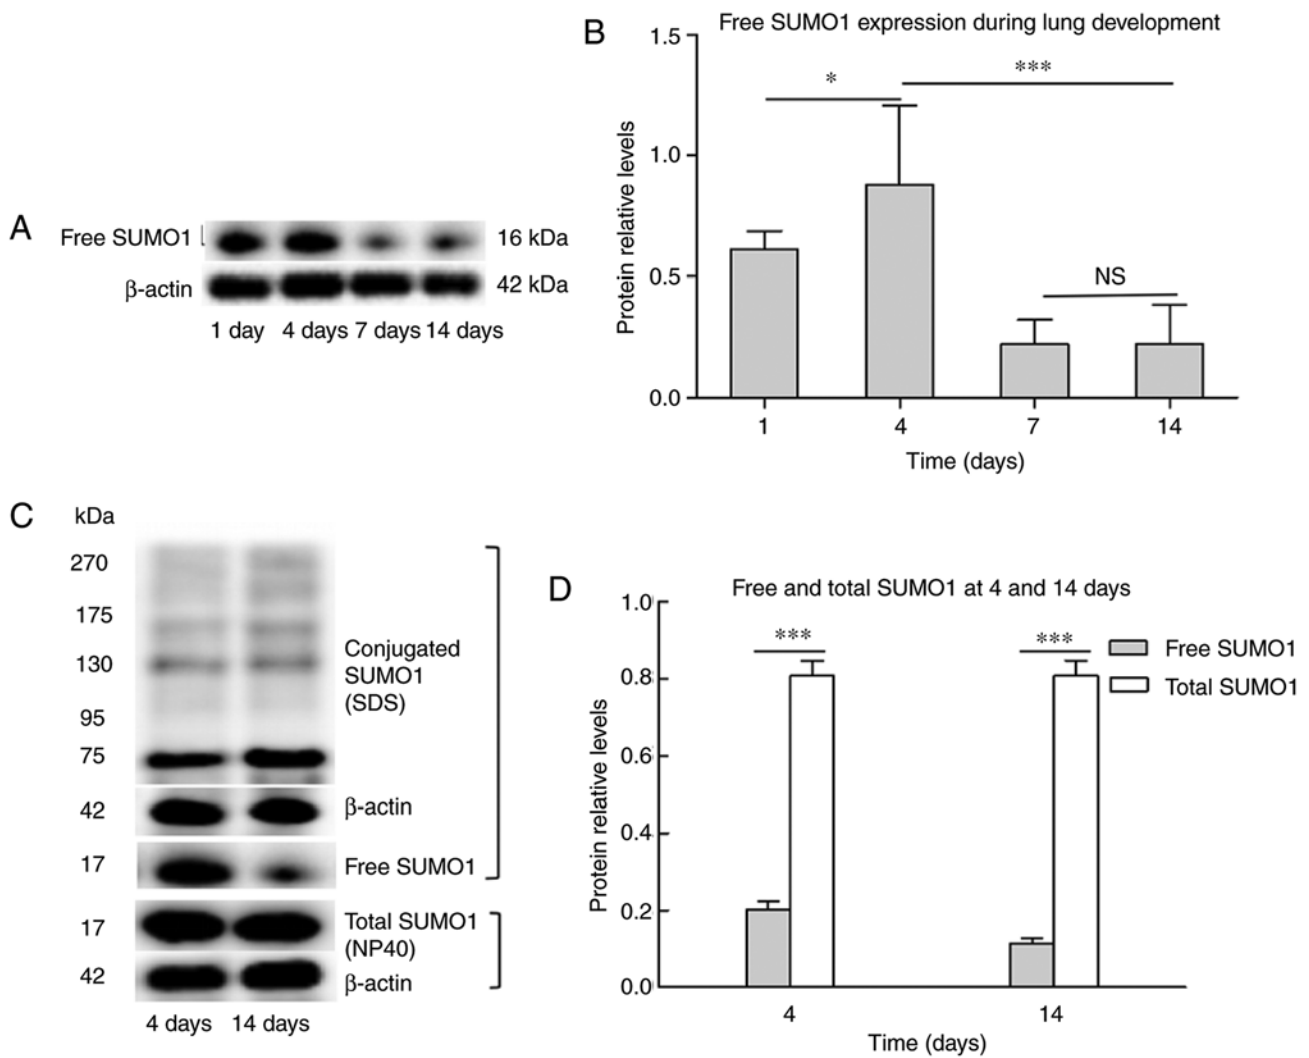 A
Free SUMO1
16 kDa
β-actin
42 kDa
1 day 4 days 7 days 14 days
B
Free SUMO1 expression during lung development
Protein relative levels
1.5
1.0
0.5
0.0
*
***
NS
1 4 7 14
Time (days)
C
kDa
270
175
130
95
75
42
17
17
42
Conjugated
SUMO1
(SDS)
β-actin
Free SUMO1
Total SUMO1
(NP40)
β-actin
4 days 14 days
D
Free and total SUMO1 at 4 and 14 days
Protein relative levels
1.0
0.8
0.6
0.4
0.2
0.0
***
***
Free SUMO1
Total SUMO1
4 14
Time (days)